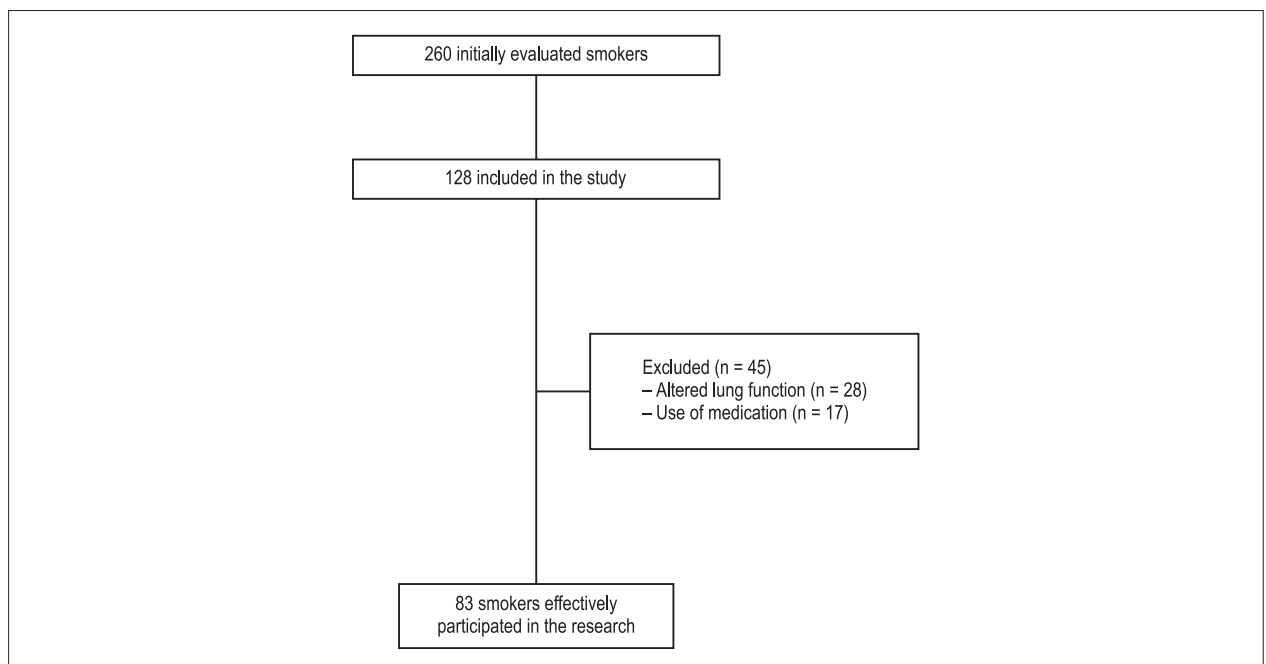 260 initially evaluated smokers
128 included in the study
Excluded (n = 45)
– Altered lung function (n = 28)
– Use of medication (n = 17)
83 smokers effectively
participated in the research